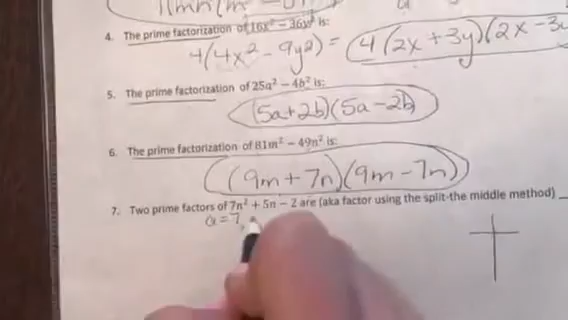 4. The prime factorization of 16x² - 36y² is:
4(4x² - 9y²) = 4(2x+3y)(2x-3y
5. The prime factorization of 25a² - 4b² is:
(5a+2b)(5a-2b)
6. The prime factorization of 81m² - 49n² is:
(9m+7n)(9m-7n)
7. Two prime factors of 7n² + 5n - 2 are (aka factor using the split-the middle method)
a=7